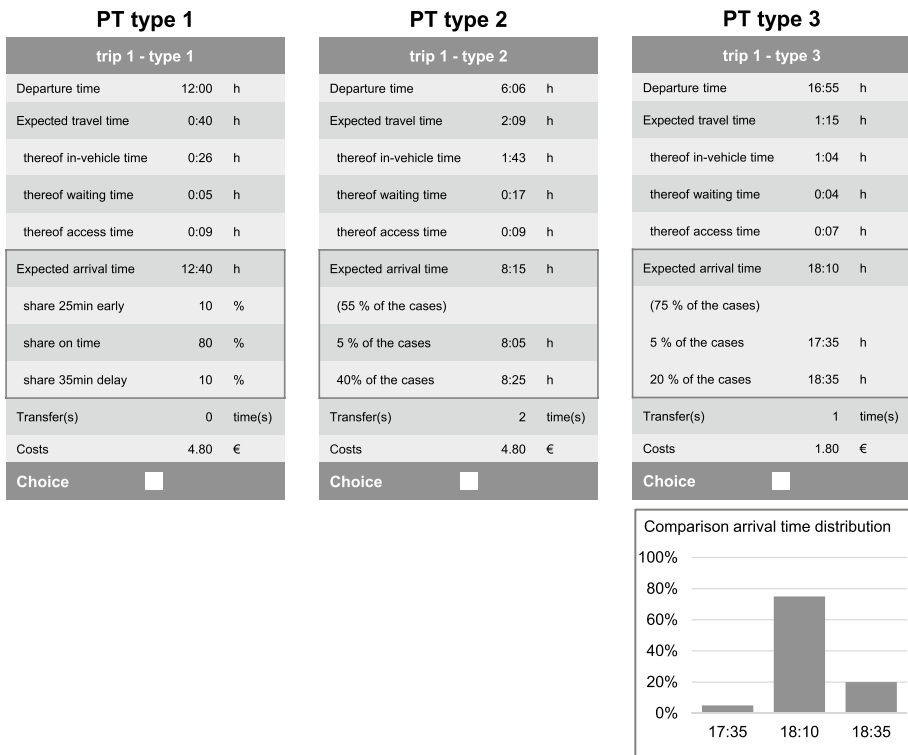 PT type 1
trip 1 - type 1
Departure time 12:00 h
Expected travel time 0:40 h
thereof in-vehicle time 0:26 h
thereof waiting time 0:05 h
thereof access time 0:09 h
Expected arrival time 12:40 h
share 25min early 10 %
share on time 80 %
share 35min delay 10 %
Transfer(s) 0 time(s)
Costs 4.80 €
Choice
PT type 2
trip 1 - type 2
Departure time 6:06 h
Expected travel time 2:09 h
thereof in-vehicle time 1:43 h
thereof waiting time 0:17 h
thereof access time 0:09 h
Expected arrival time 8:15 h
(55 % of the cases)
5 % of the cases 8:05 h
40% of the cases 8:25 h
Transfer(s) 2 time(s)
Costs 4.80 €
Choice
PT type 3
trip 1 - type 3
Departure time 16:55 h
Expected travel time 1:15 h
thereof in-vehicle time 1:04 h
thereof waiting time 0:04 h
thereof access time 0:07 h
Expected arrival time 18:10 h
(75 % of the cases)
5 % of the cases 17:35 h
20 % of the cases 18:35 h
Transfer(s) 1 time(s)
Costs 1.80 €
Choice
Comparison arrival time distribution
100%
80%
60%
40%
20%
0%
17:35 18:10 18:35